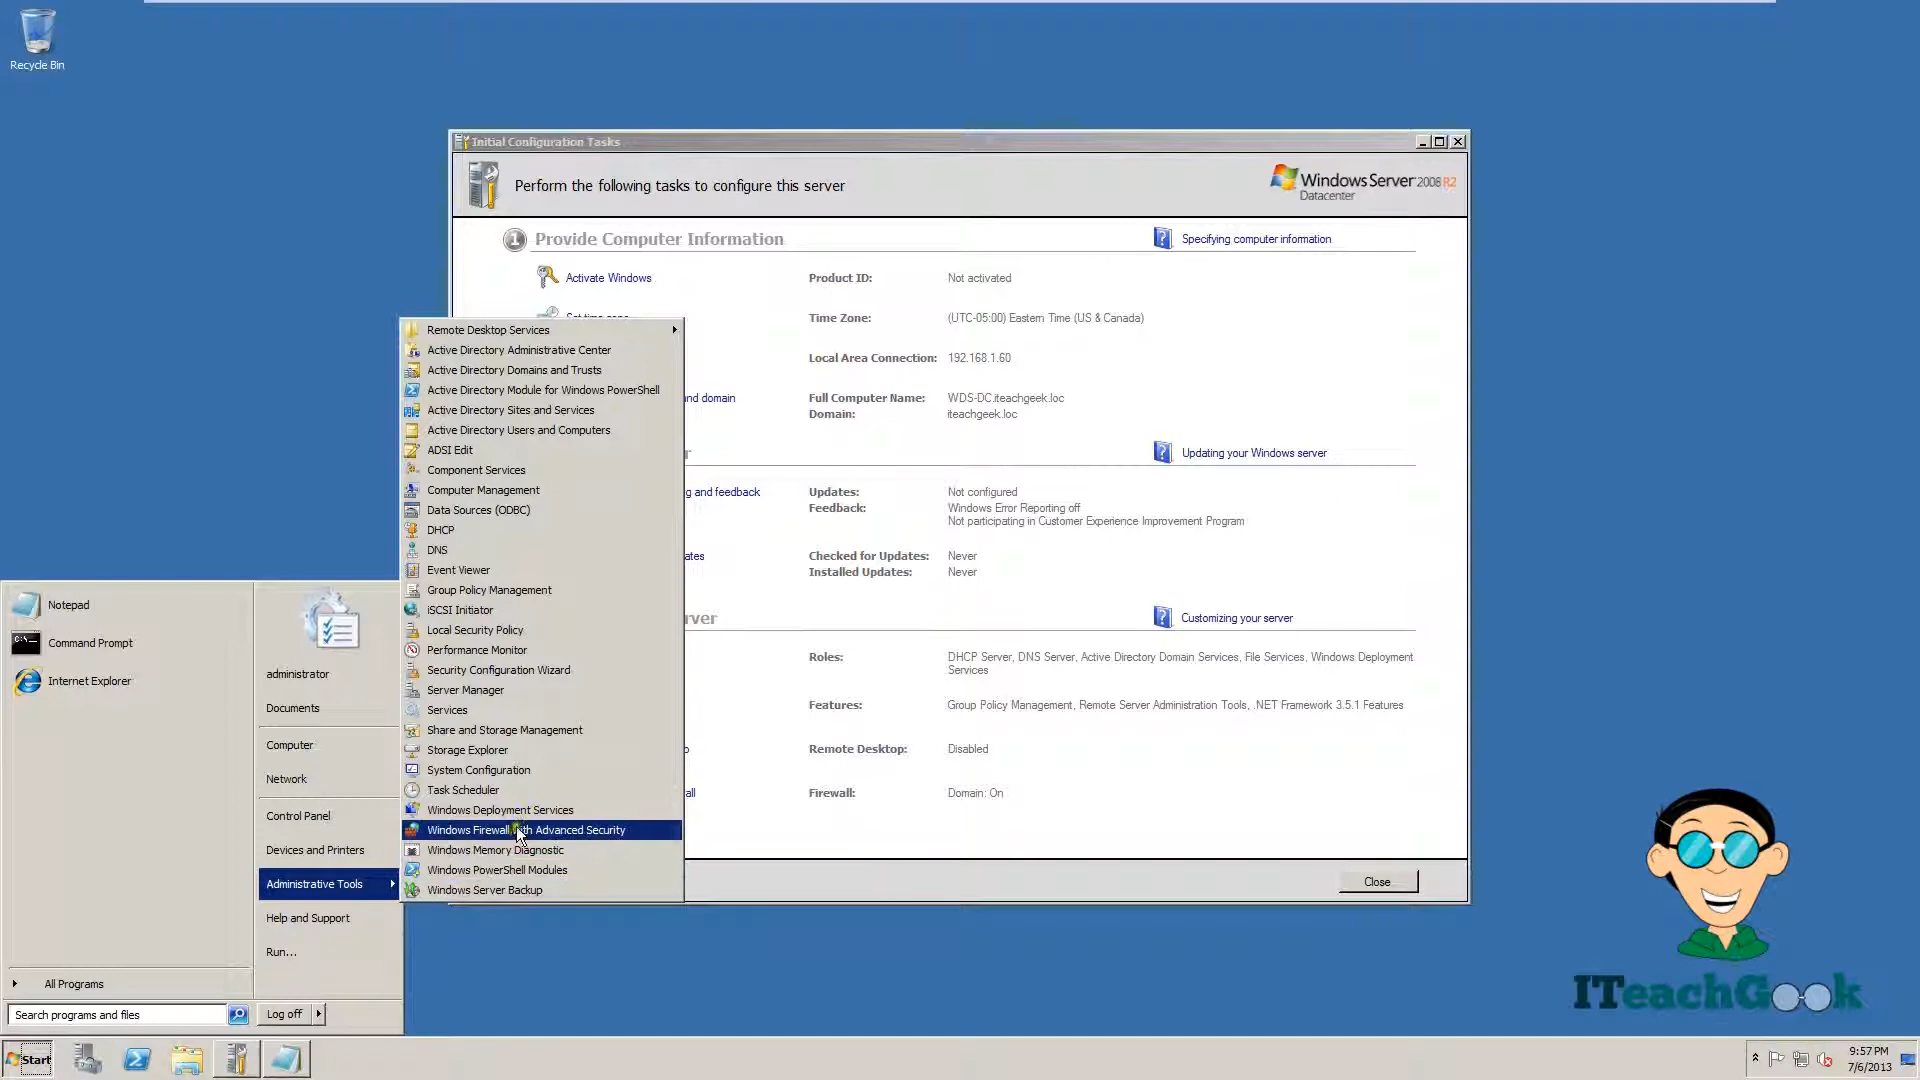 Recycle Bin
Initial Configuration Tasks
Perform the following tasks to configure this server
Windows Server 2008 R2
Datacenter
1 Provide Computer Information
Specifying computer information
Activate Windows
Product ID: Not activated
Set time zone
Time Zone: (UTC-05:00) Eastern Time (US & Canada)
Local Area Connection: 192.168.1.60
nd domain
Full Computer Name: WDS-DC.iteachgeek.loc
Domain: iteachgeek.loc
r
Updating your Windows server
g and feedback
Updates: Not configured
Feedback: Windows Error Reporting off
Not participating in Customer Experience Improvement Program
ates
Checked for Updates: Never
Installed Updates: Never
rver
Customizing your server
Roles: DHCP Server, DNS Server, Active Directory Domain Services, File Services, Windows Deployment
Services
Features: Group Policy Management, Remote Server Administration Tools, .NET Framework 3.5.1 Features
p
Remote Desktop: Disabled
all
Firewall: Domain: On
Close
Remote Desktop Services
Active Directory Administrative Center
Active Directory Domains and Trusts
Active Directory Module for Windows PowerShell
Active Directory Sites and Services
Active Directory Users and Computers
ADSI Edit
Component Services
Computer Management
Data Sources (ODBC)
DHCP
DNS
Event Viewer
Group Policy Management
iSCSI Initiator
Local Security Policy
Performance Monitor
Security Configuration Wizard
Server Manager
Services
Share and Storage Management
Storage Explorer
System Configuration
Task Scheduler
Windows Deployment Services
Windows Firewall with Advanced Security
Windows Memory Diagnostic
Windows PowerShell Modules
Windows Server Backup
Notepad
Command Prompt
Internet Explorer
All Programs
Search programs and files
administrator
Documents
Computer
Network
Control Panel
Devices and Printers
Administrative Tools
Help and Support
Run...
Log off
ITeachGeek
Start
9:57 PM
7/6/2013